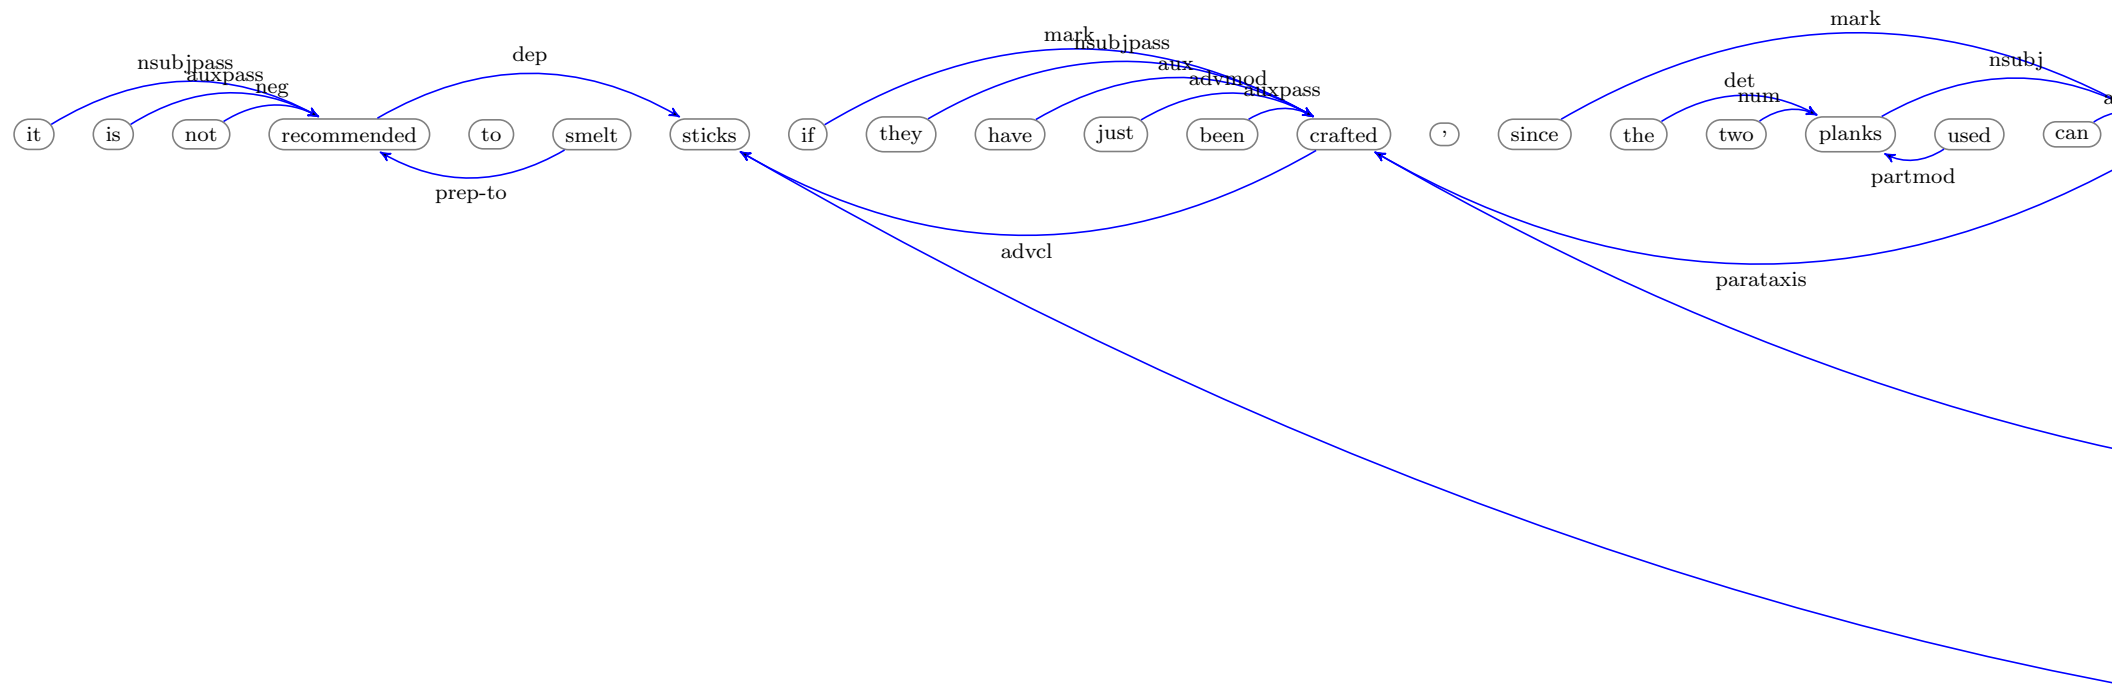 mark
mark
nsubjpass
dep
nsubjpass
nsubj
auxpass
aux
det
neg
advmod
num
auxpass
it is not recommended to smelt sticks if they have just been crafted , since the two planks used can
prep-to
partmod
advcl
parataxis